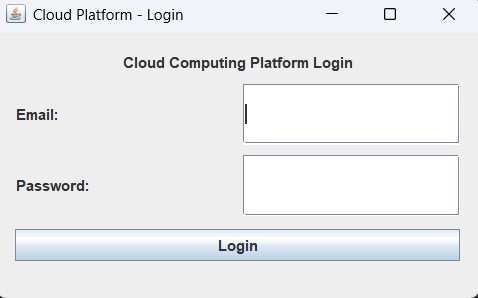 Cloud Platform - Login
Cloud Computing Platform Login
Email:
Password:
Login